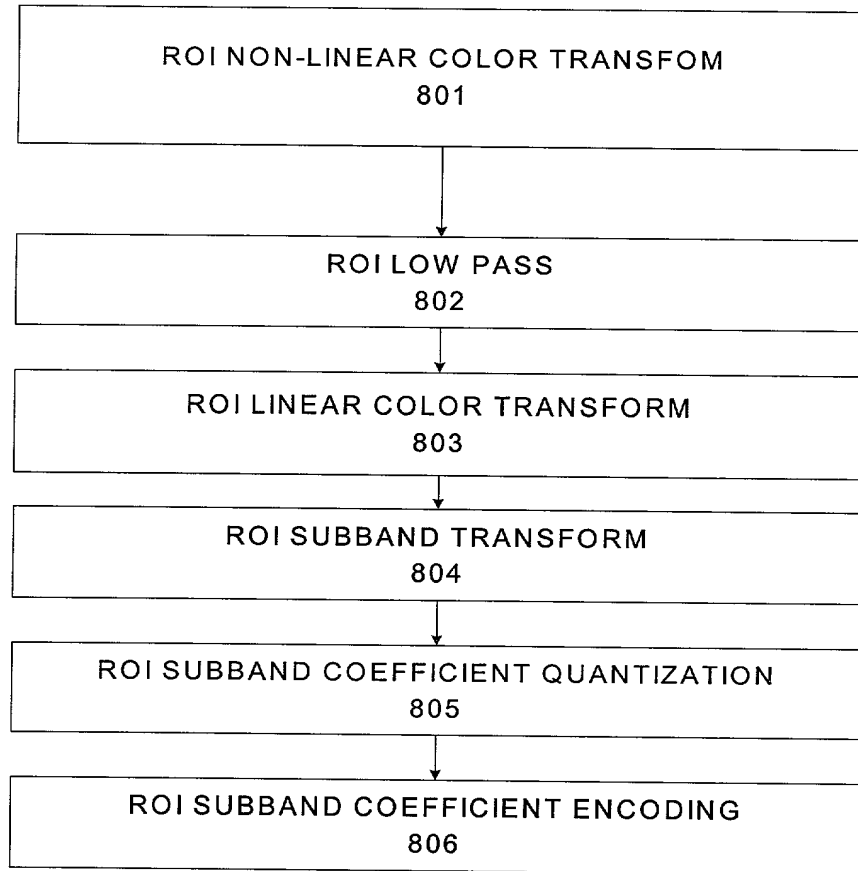 ROI NON-LINEAR COLOR TRANSFOM
801
ROI LOW PASS
802
ROI LINEAR COLOR TRANSFORM
803
ROI SUBBAND TRANSFORM
804
ROI SUBBAND COEFFICIENT QUANTIZATION
805
ROI SUBBAND COEFFICIENT ENCODING
806